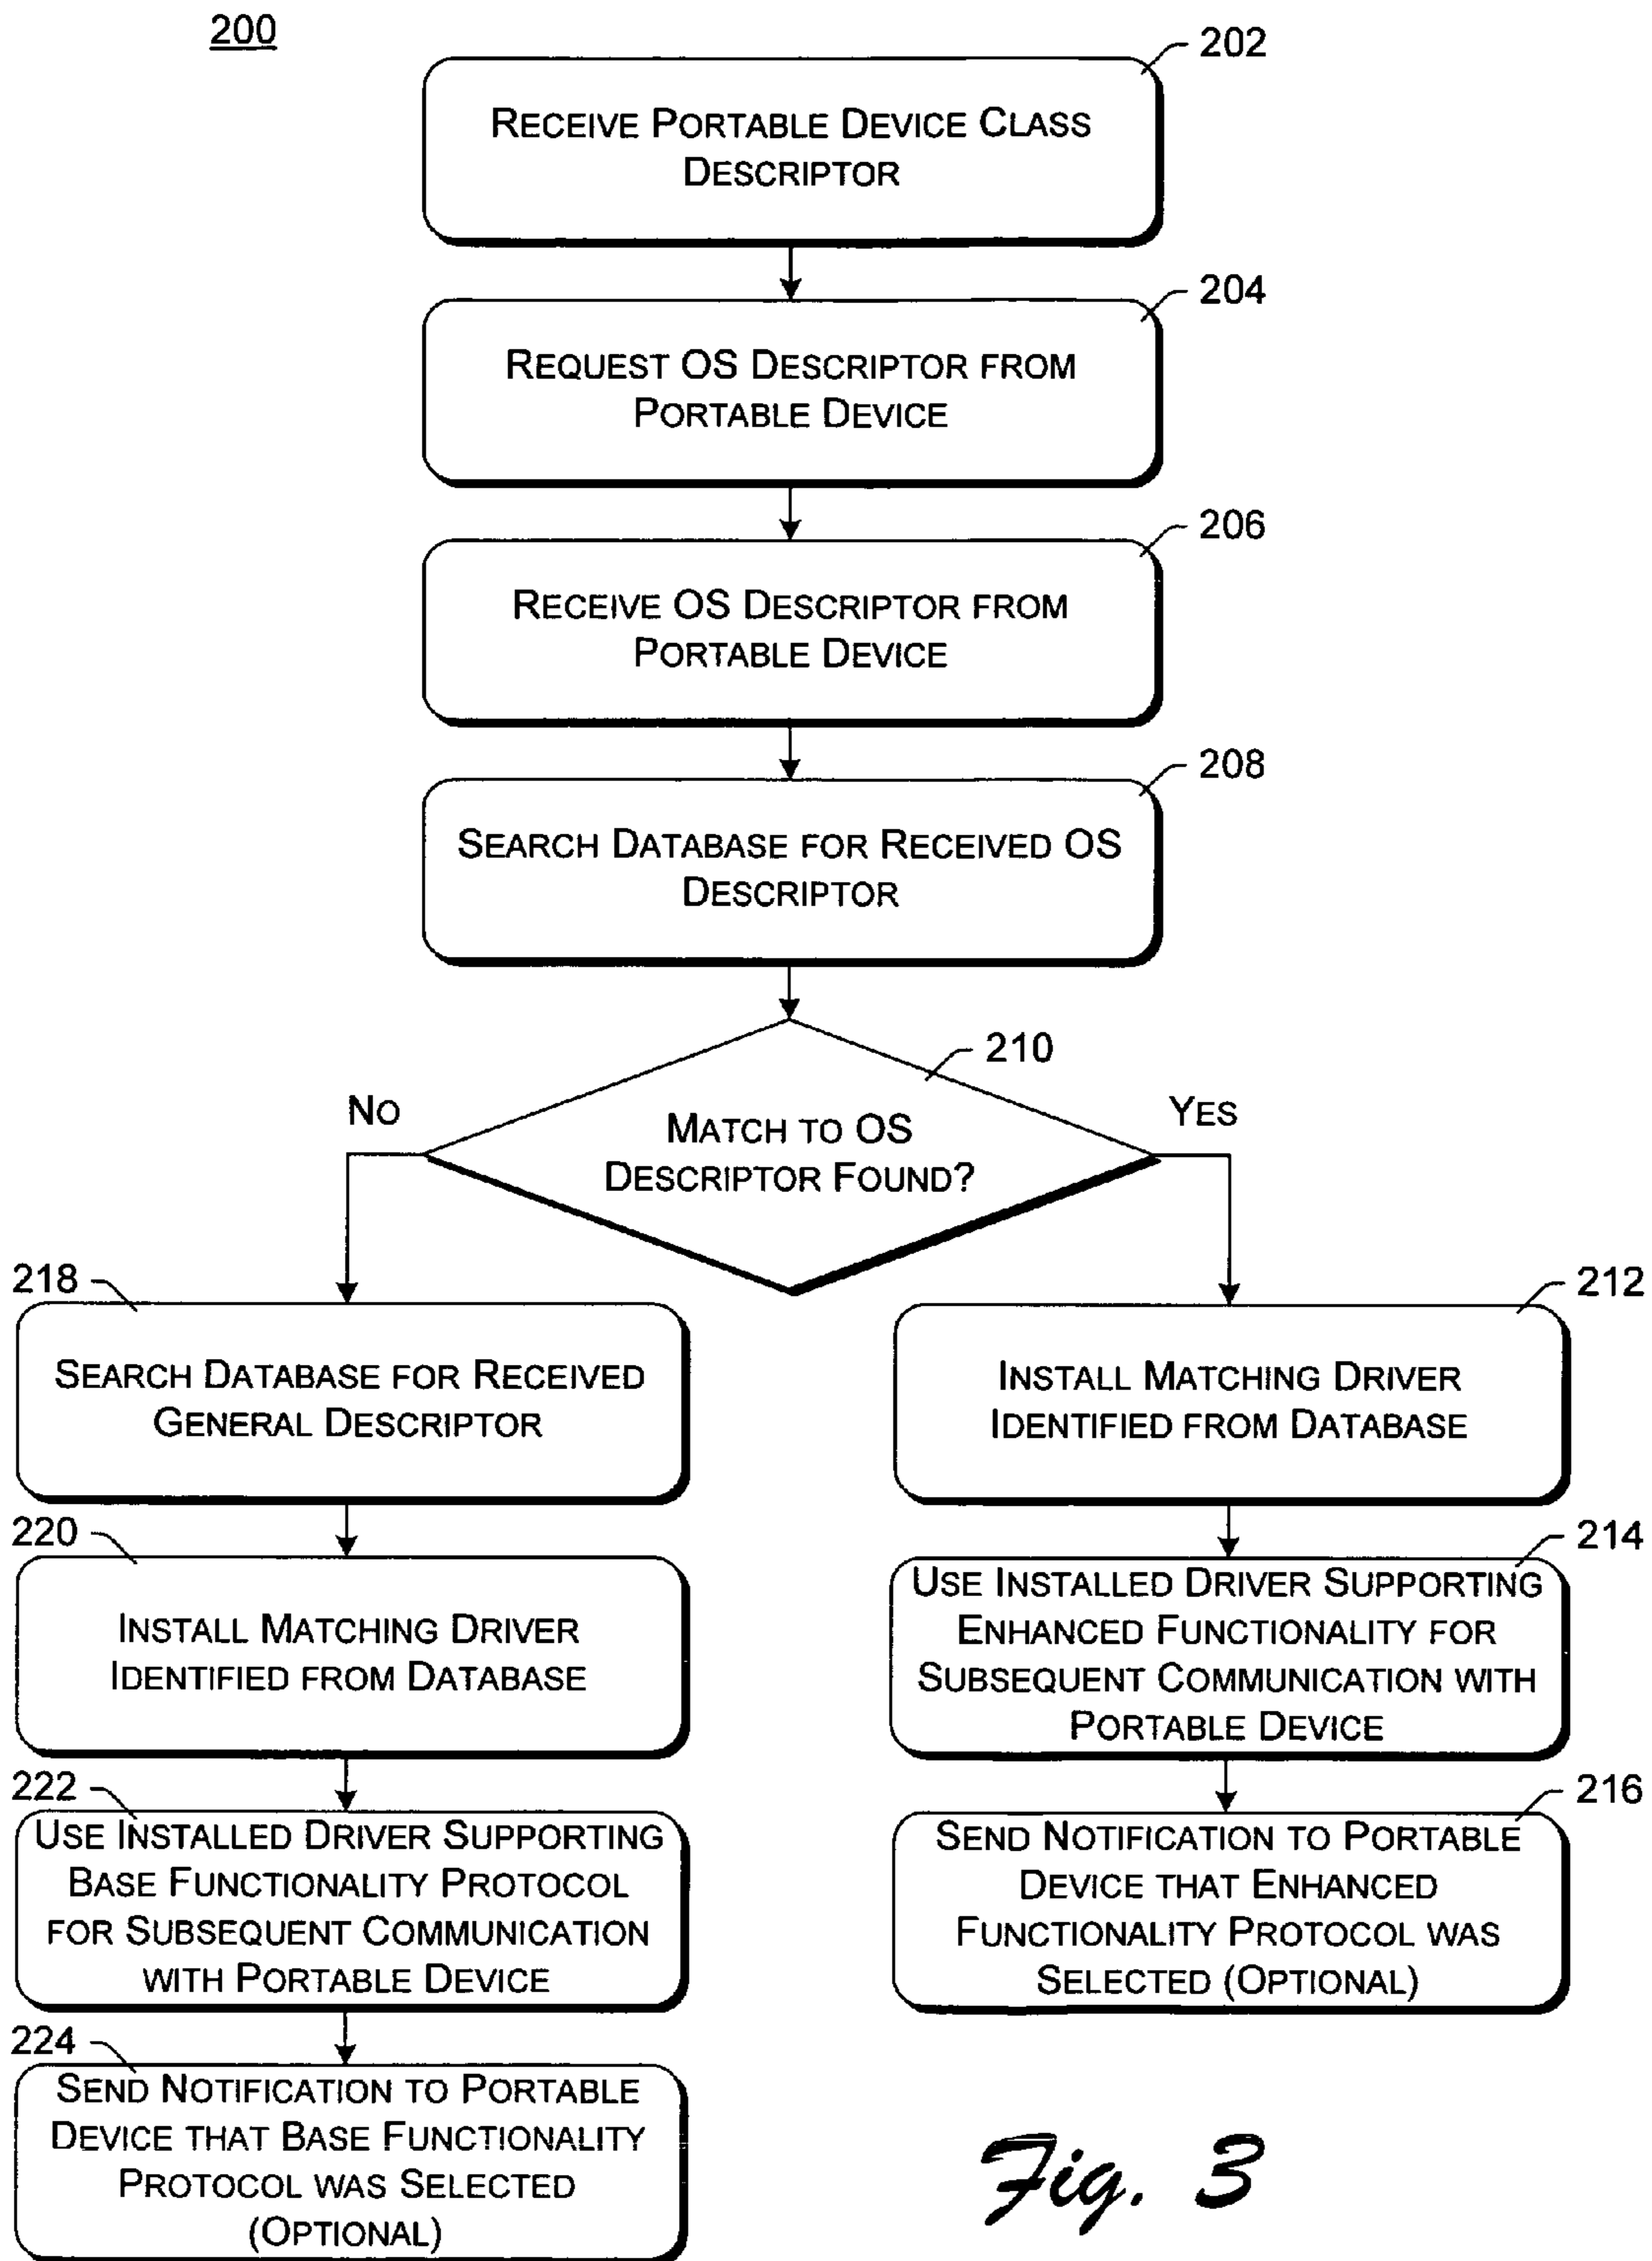 200
202
RECEIVE PORTABLE DEVICE CLASS
DESCRIPTOR
204
REQUEST OS DESCRIPTOR FROM
PORTABLE DEVICE
206
RECEIVE OS DESCRIPTOR FROM
PORTABLE DEVICE
208
SEARCH DATABASE FOR RECEIVED OS
DESCRIPTOR
210
NO
YES
MATCH TO OS
DESCRIPTOR FOUND?
218
SEARCH DATABASE FOR RECEIVED
GENERAL DESCRIPTOR
212
INSTALL MATCHING DRIVER
IDENTIFIED FROM DATABASE
220
INSTALL MATCHING DRIVER
IDENTIFIED FROM DATABASE
214
USE INSTALLED DRIVER SUPPORTING
ENHANCED FUNCTIONALITY FOR
SUBSEQUENT COMMUNICATION WITH
PORTABLE DEVICE
222
USE INSTALLED DRIVER SUPPORTING
BASE FUNCTIONALITY PROTOCOL
FOR SUBSEQUENT COMMUNICATION
WITH PORTABLE DEVICE
216
SEND NOTIFICATION TO PORTABLE
DEVICE THAT ENHANCED
FUNCTIONALITY PROTOCOL WAS
SELECTED (OPTIONAL)
224
SEND NOTIFICATION TO PORTABLE
DEVICE THAT BASE FUNCTIONALITY
PROTOCOL WAS SELECTED
(OPTIONAL)
Fig. 3